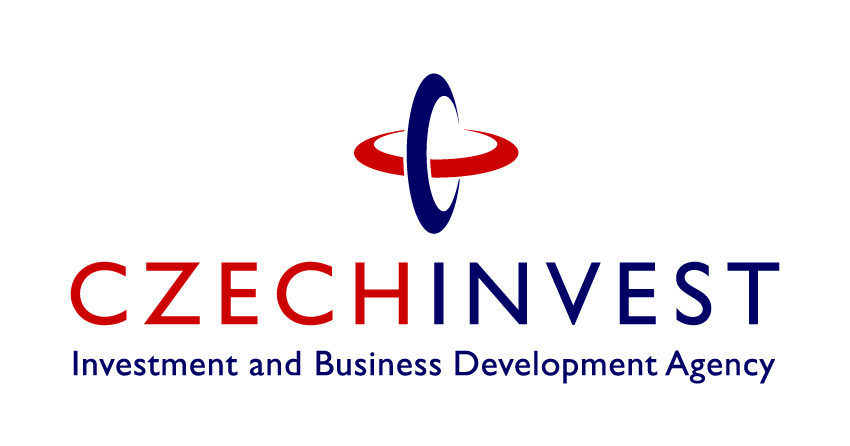 CZECHINVEST
Investment and Business Development Agency